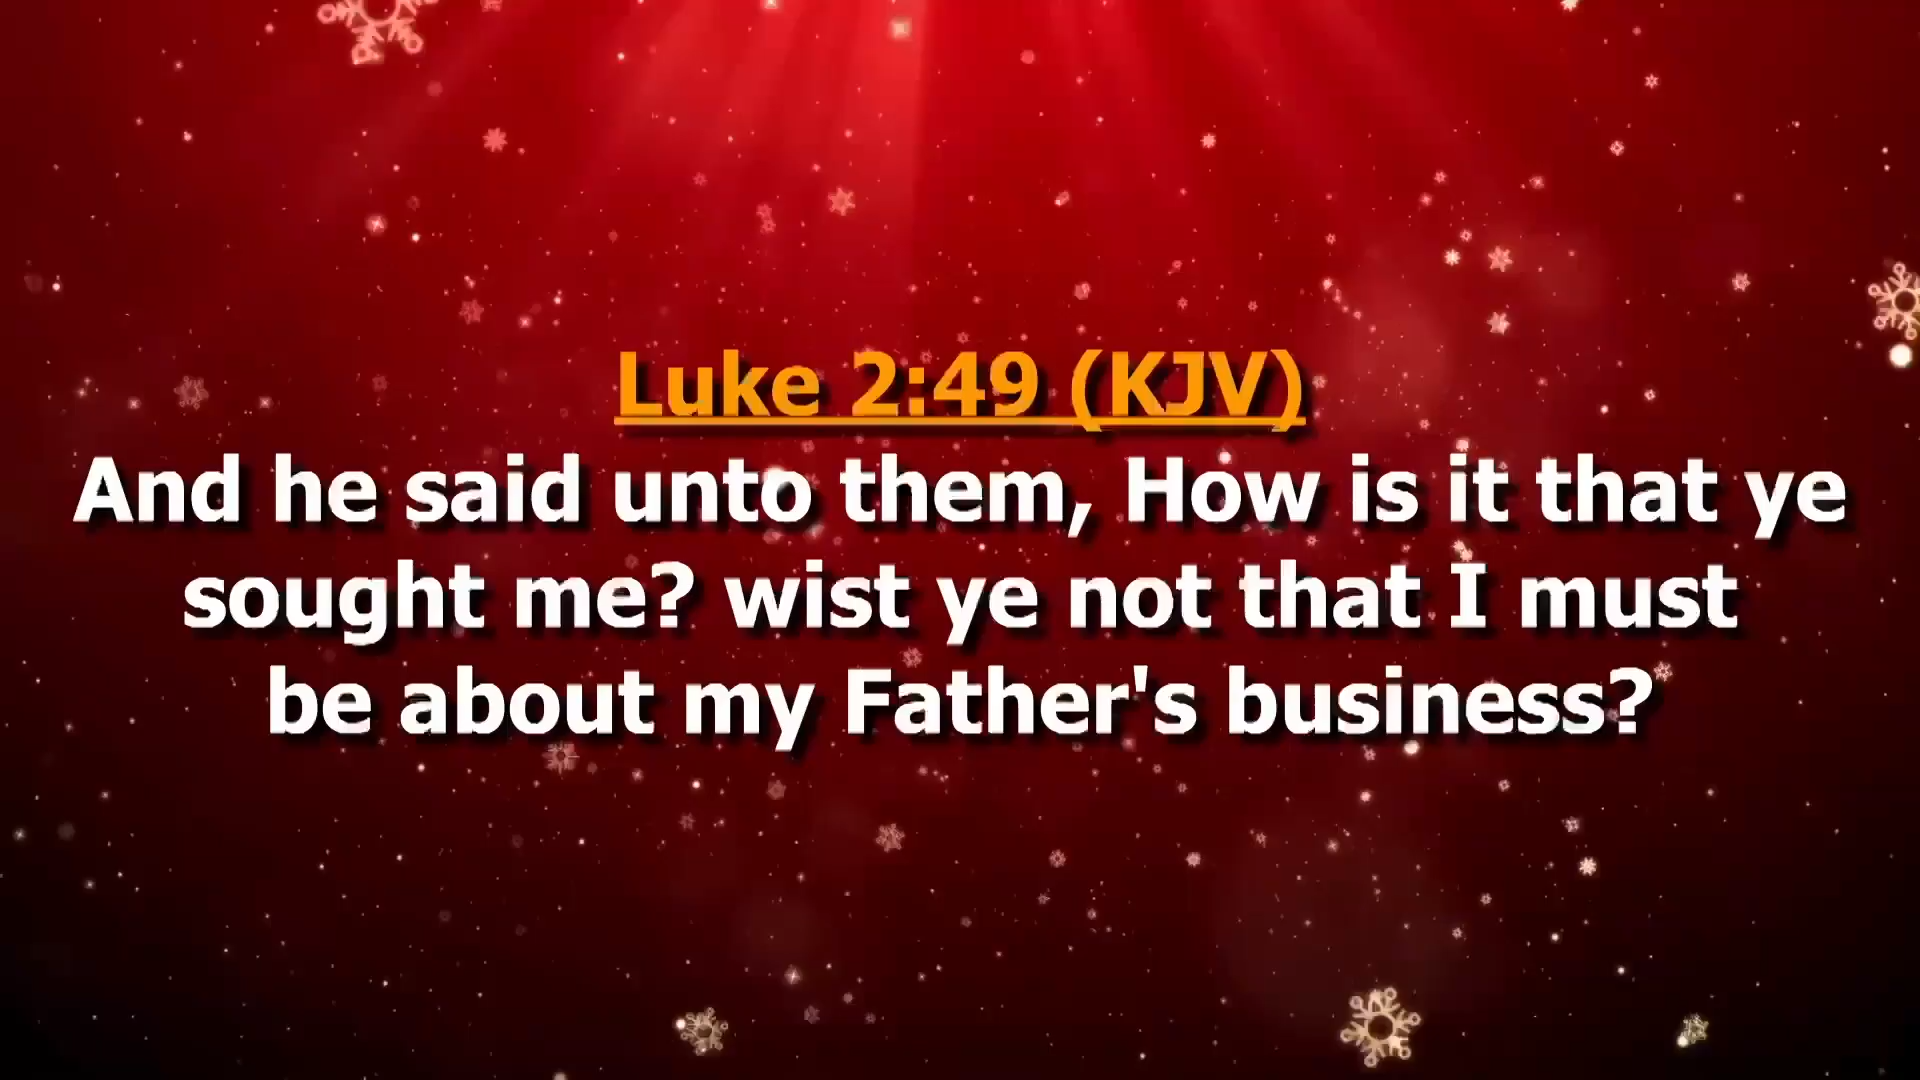 Luke 2:49 (KJV)
And he said unto them, How is it that ye
sought me? wist ye not that I must
be about my Father's business?